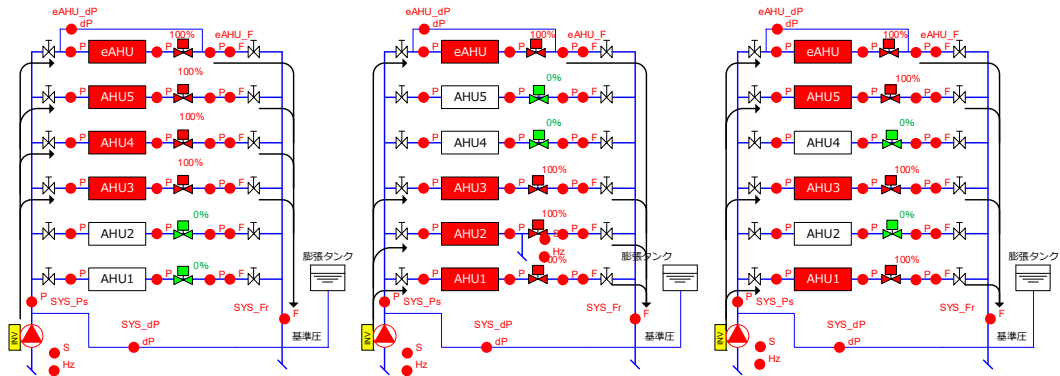 eAHU_dP
dP
100%
eAHU_F
P eAHU P P F
100%
P AHU5 P P F
100%
P AHU4 P P F
100%
P AHU3 P P F
0%
P AHU2 P P F
0%
膨張タンク
P AHU1 P P F
P SYS_Ps
SYS_Fr
F
SYS_dP
基準圧
INV
dP
S
Hz
eAHU_dP
dP
100%
eAHU_F
P eAHU P P F
0%
P AHU5 P P F
0%
P AHU4 P P F
P AHU3 P P F
100%
P AHU2 P P F
S
Hz
100%
膨張タンク
P AHU1 P P F
P SYS_Ps
SYS_Fr
F
SYS_dP
基準圧
INV
dP
S
Hz
eAHU_dP
dP
100%
eAHU_F
P eAHU P P F
100%
P AHU5 P P F
0%
P AHU4 P P F
100%
P AHU3 P P F
0%
P AHU2 P P F
100%
膨張タンク
P AHU1 P P F
P SYS_Ps
SYS_Fr
F
SYS_dP
基準圧
INV
dP
S
Hz